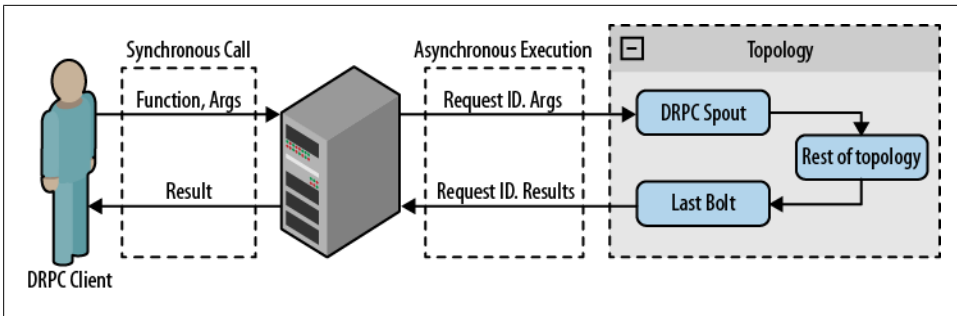 Synchronous Call
Asynchronous Execution
Topology
Function, Args
Request ID. Args
DRPC Spout
Rest of topology
Result
Request ID. Results
Last Bolt
DRPC Client